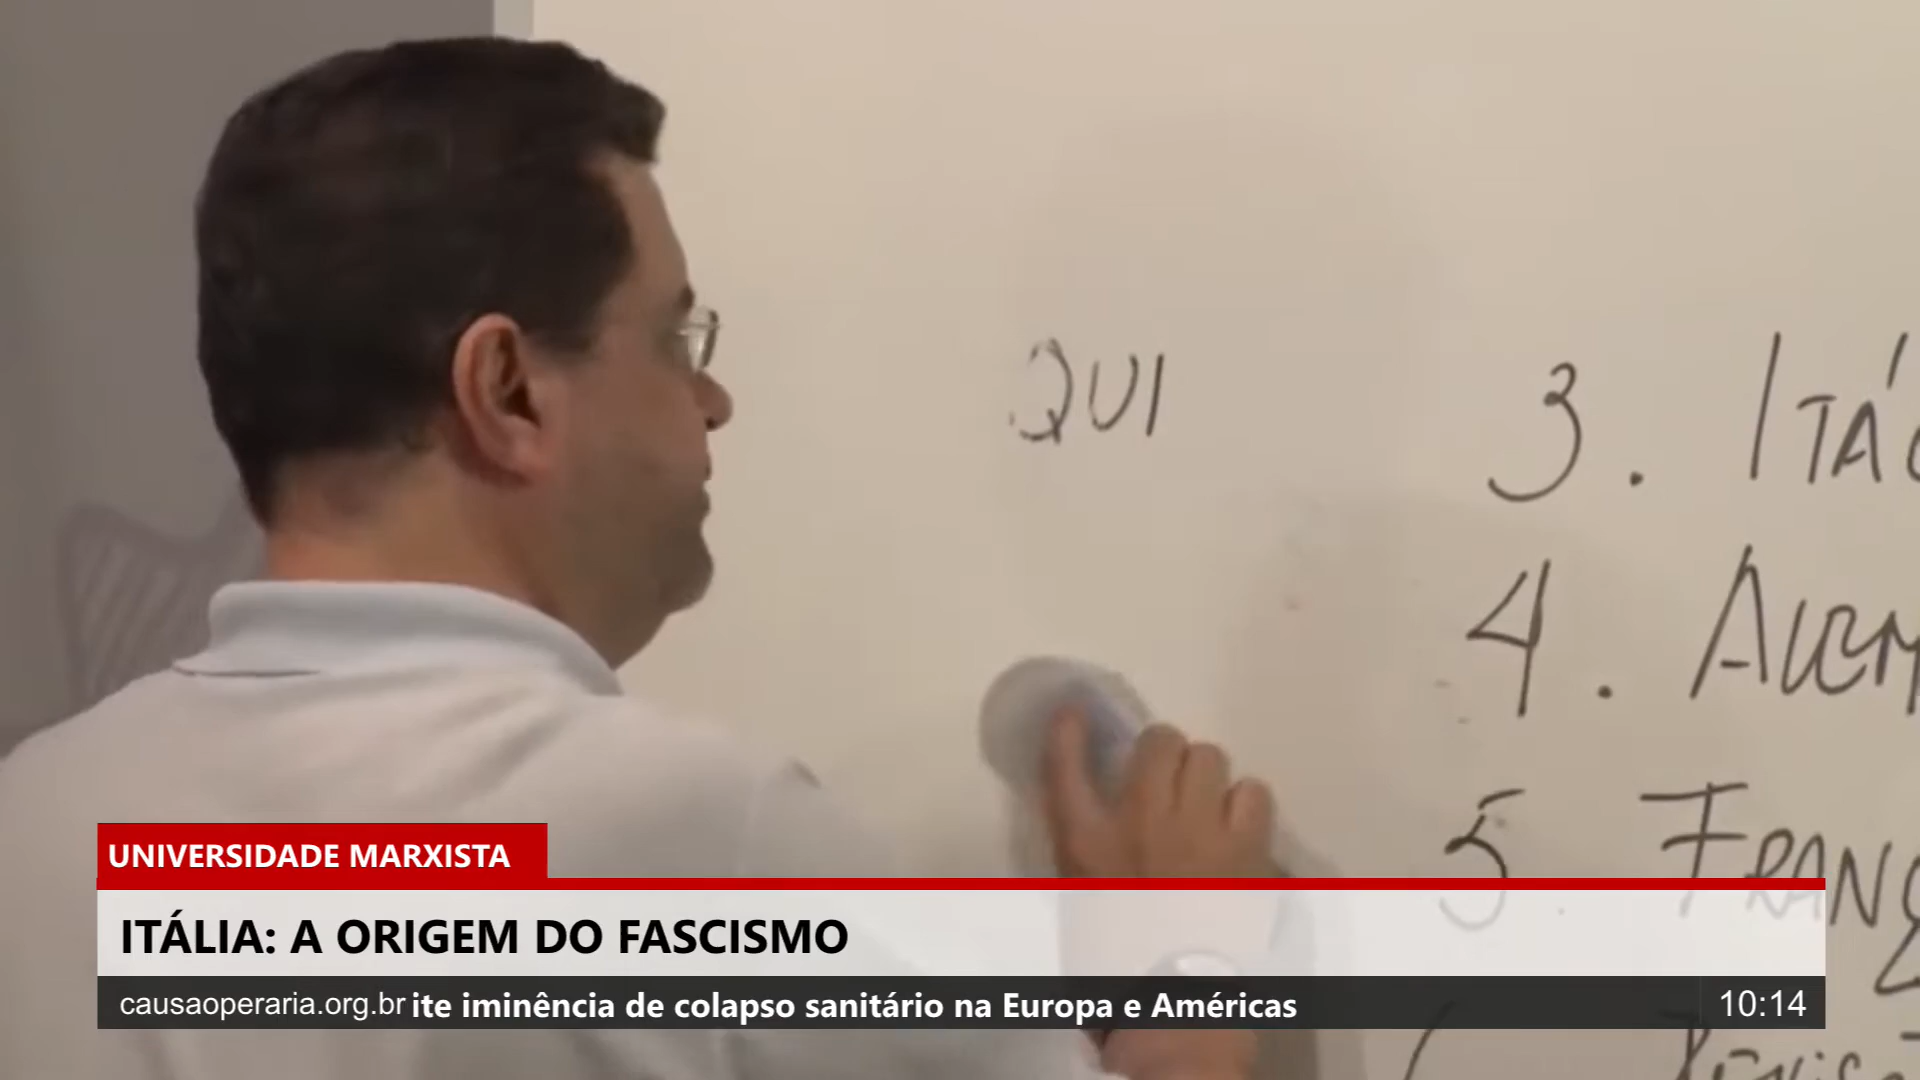 QUI
3. ITÁ
4. ALEM
5. FRANÇ
UNIVERSIDADE MARXISTA
ITÁLIA: A ORIGEM DO FASCISMO
causaoperaria.org.br ite iminência de colapso sanitário na Europa e Américas
10:14